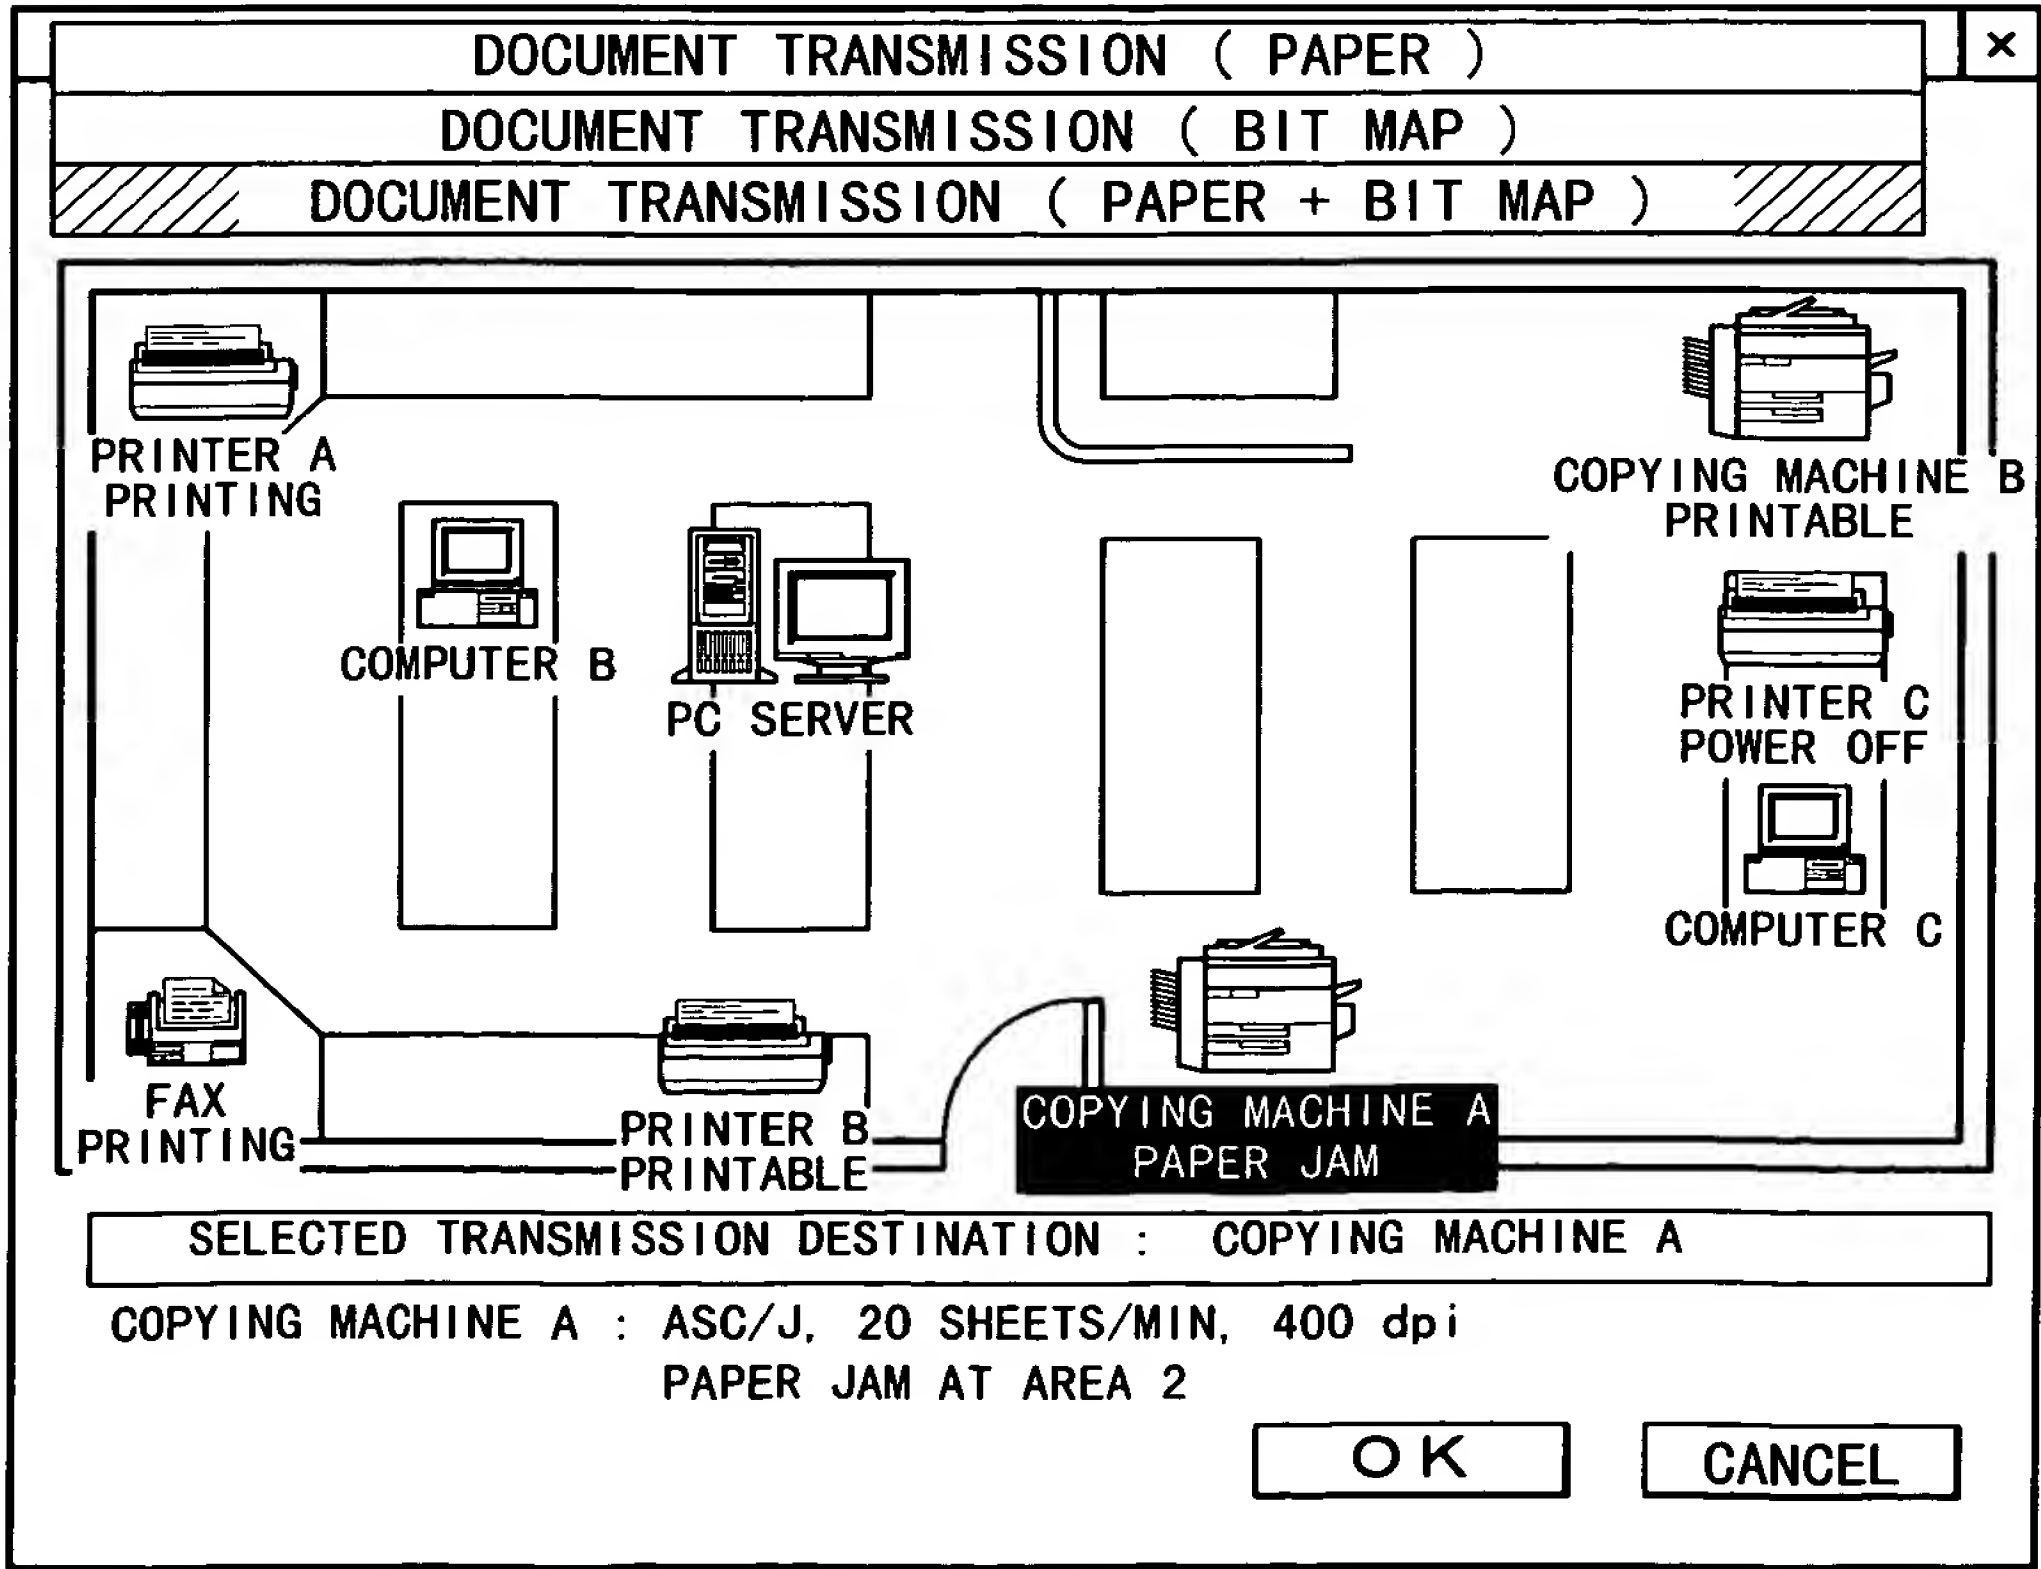 DOCUMENT TRANSMISSION ( PAPER )
×
DOCUMENT TRANSMISSION ( BIT MAP )
DOCUMENT TRANSMISSION ( PAPER + BIT MAP )
PRINTER A
PRINTING
COPYING MACHINE B
PRINTABLE
COMPUTER B
PC SERVER
PRINTER C
POWER OFF
COMPUTER C
FAX
PRINTING
PRINTER B
PRINTABLE
COPYING MACHINE A
PAPER JAM
SELECTED TRANSMISSION DESTINATION : COPYING MACHINE A
COPYING MACHINE A : ASC/J, 20 SHEETS/MIN, 400 dpi
PAPER JAM AT AREA 2
OK
CANCEL